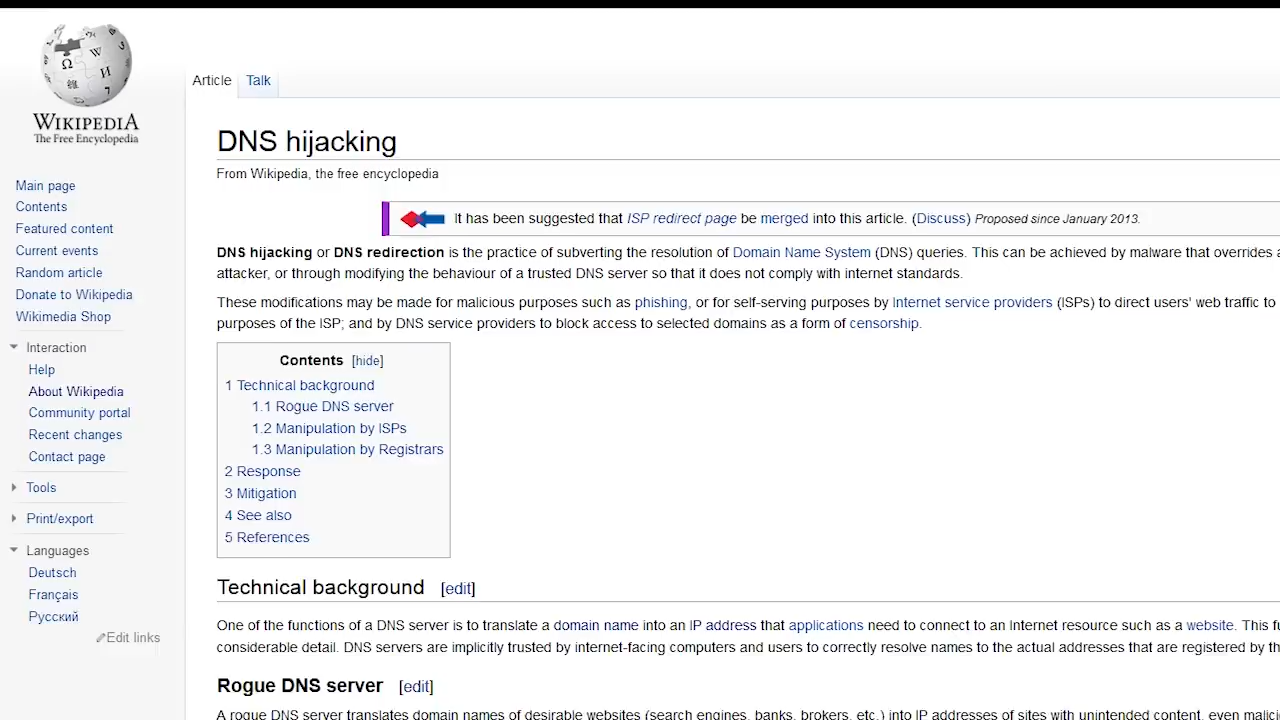 WIKIPEDIA
The Free Encyclopedia
Main page
Contents
Featured content
Current events
Random article
Donate to Wikipedia
Wikimedia Shop
Interaction
Help
About Wikipedia
Community portal
Recent changes
Contact page
Tools
Print/export
Languages
Deutsch
Français
Русский
Edit links
Article Talk
DNS hijacking
From Wikipedia, the free encyclopedia
It has been suggested that ISP redirect page be merged into this article. (Discuss) Proposed since January 2013.
DNS hijacking or DNS redirection is the practice of subverting the resolution of Domain Name System (DNS) queries. This can be achieved by malware that overrides
attacker, or through modifying the behaviour of a trusted DNS server so that it does not comply with internet standards.
These modifications may be made for malicious purposes such as phishing, or for self-serving purposes by Internet service providers (ISPs) to direct users' web traffic to
purposes of the ISP; and by DNS service providers to block access to selected domains as a form of censorship.
Contents [hide]
1 Technical background
1.1 Rogue DNS server
1.2 Manipulation by ISPs
1.3 Manipulation by Registrars
2 Response
3 Mitigation
4 See also
5 References
Technical background [edit]
One of the functions of a DNS server is to translate a domain name into an IP address that applications need to connect to an Internet resource such as a website. This
considerable detail. DNS servers are implicitly trusted by internet-facing computers and users to correctly resolve names to the actual addresses that are registered by
Rogue DNS server [edit]
A rogue DNS server translates domain names of desirable websites (search engines, banks, brokers, etc.) into IP addresses of sites with unintended content, even